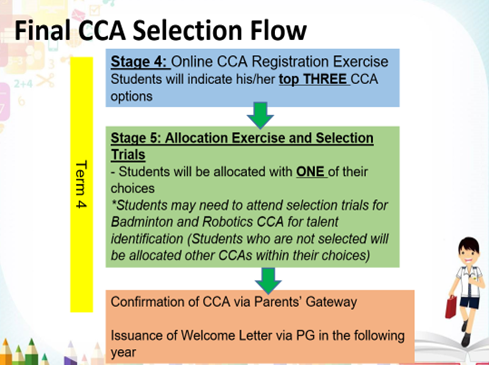 Final CCA Selection Flow
Stage 4: Online CCA Registration Exercise
Students will indicate his/her top THREE CCA
options
Term 4
Stage 5: Allocation Exercise and Selection
Trials
- Students will be allocated with ONE of their
choices
*Students may need to attend selection trials for
Badminton and Robotics CCA for talent
identification (Students who are not selected will
be allocated other CCAs within their choices)
Confirmation of CCA via Parents' Gateway
Issuance of Welcome Letter via PG in the following
year